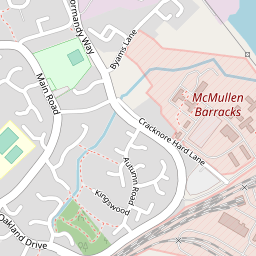 Normandy Way
Byams Lane
Main Road
McMullen
Barracks
Cracknore Hard Lane
Autumn Road
Kingswood
Oakland Drive